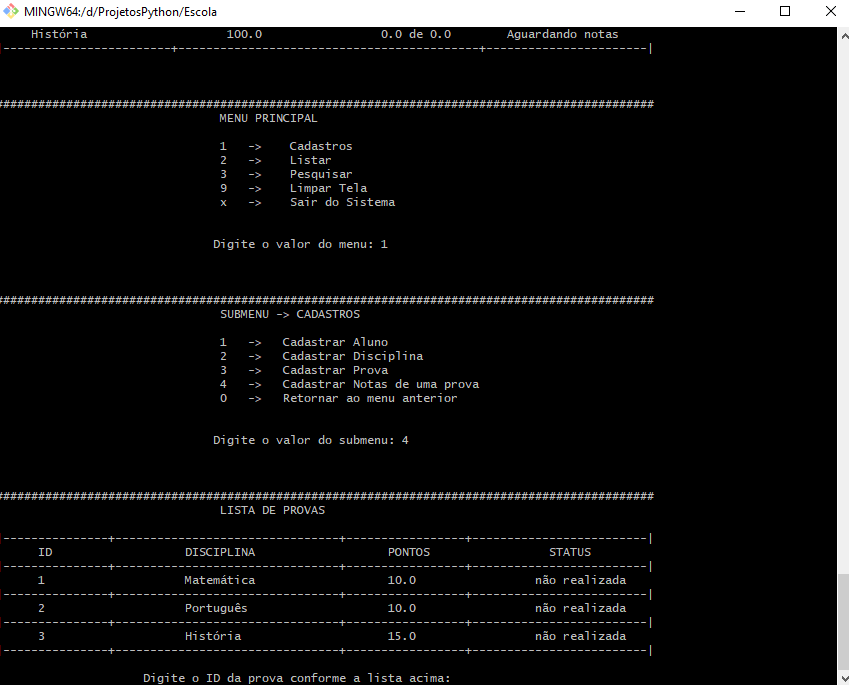 MINGW64:/d/ProjetosPython/Escola
História 100.0 0.0 de 0.0 Aguardando notas
|------------------------+-------------------------------------------+-----------------------|
#############################################################################################
MENU PRINCIPAL
1 -> Cadastros
2 -> Listar
3 -> Pesquisar
9 -> Limpar Tela
x -> Sair do Sistema
Digite o valor do menu: 1
#############################################################################################
SUBMENU -> CADASTROS
1 -> Cadastrar Aluno
2 -> Cadastrar Disciplina
3 -> Cadastrar Prova
4 -> Cadastrar Notas de uma prova
0 -> Retornar ao menu anterior
Digite o valor do submenu: 4
#############################################################################################
LISTA DE PROVAS
|---------------+--------------------------------+-----------------+-------------------------|
ID DISCIPLINA PONTOS STATUS
|---------------+--------------------------------+-----------------+-------------------------|
1 Matemática 10.0 não realizada
|---------------+--------------------------------+-----------------+-------------------------|
2 Português 10.0 não realizada
|---------------+--------------------------------+-----------------+-------------------------|
3 História 15.0 não realizada
|---------------+--------------------------------+-----------------+-------------------------|
Digite o ID da prova conforme a lista acima: